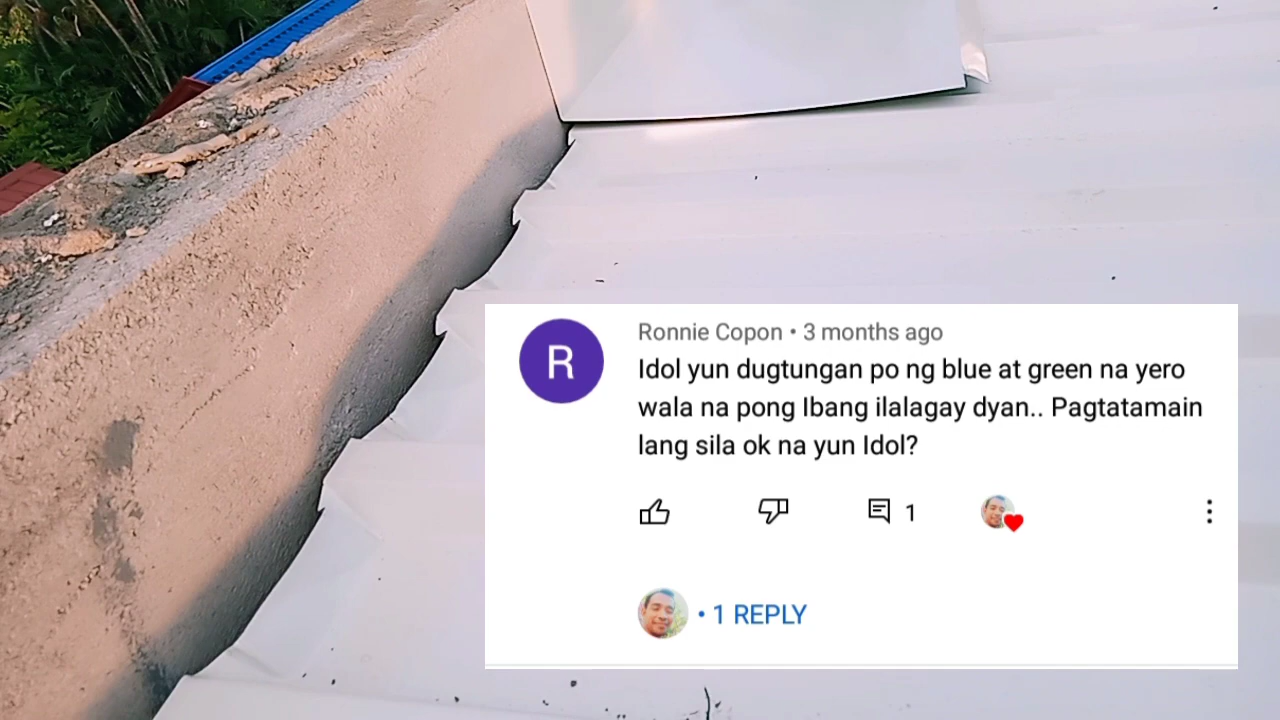 R
Ronnie Copon • 3 months ago
Idol yun dugtungan po ng blue at green na yero
wala na pong Ibang ilalagay dyan.. Pagtatamain
lang sila ok na yun Idol?
1
• 1 REPLY